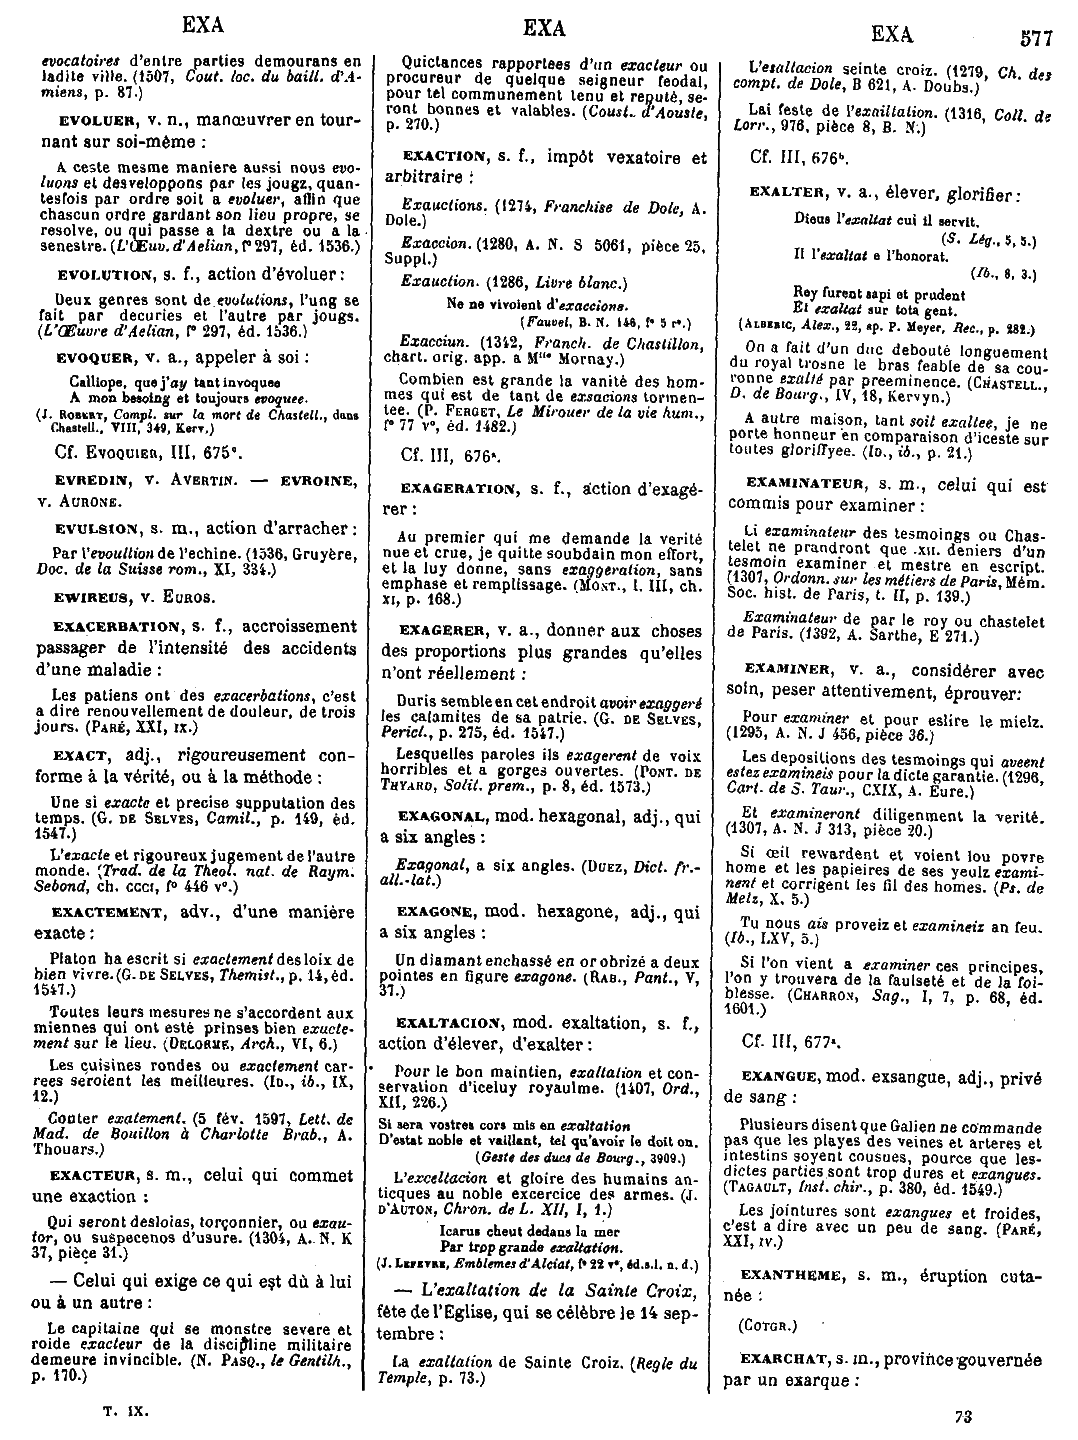 EXA
EXA
EXA
577
evocatoires d'entre parties demourans en
ladite ville. (1507, Cout. loc. du baill. d'A-
miens, p. 87.)
EVOLUER, v. n., manœuvrer en tour-
nant sur soi-même :
A ceste mesme maniere aussi nous evo-
luons et desveloppons par les jougz, quan-
tesfois par ordre soit a evoluer, affin que
chascun ordre gardant son lieu propre, se
resolve, ou qui passe a la dextre ou a la
senestre. (L'Œuv. d'Aelian, f° 297, éd. 1536.)
EVOLUTION, s. f., action d'évoluer :
Deux genres sont de evolutions, l'ung se
fait par decuries et l'autre par jougs.
(L'Œuvre d'Aelian, f° 297, éd. 1536.)
EVOQUER, v. a., appeler à soi :
Calliope, que j'ay tant invoquee
A mon besoing et toujours evoquee.
(J. ROBERT, Compl. sur la mort de Chastell., dans
Chastell., VIII, 349, Kerv.)
Cf. EVOQUIER, III, 675ᶜ.
EVREDIN, v. AVERTIN. — EVROINE,
v. AURONE.
EVULSION, s. m., action d'arracher :
Par l'evoullion de l'echine. (1536, Gruyère,
Doc. de la Suisse rom., XI, 334.)
EWIREUS, v. EUROS.
EXACERBATION, s. f., accroissement
passager de l'intensité des accidents
d'une maladie :
Les patiens ont des exacerbations, c'est
a dire renouvellement de douleur, de trois
jours. (PARÉ, XXI, IX.)
EXACT, adj., rigoureusement con-
forme à la vérité, ou à la méthode :
Une si exacte et precise supputation des
temps. (G. DE SELVES, Camil., p. 149, éd.
1547.)
L'exacte et rigoureux jugement de l'autre
monde. (Trad. de la Theol. nat. de Raym.
Sebond, ch. CCCI, f° 446 v°.)
EXACTEMENT, adv., d'une manière
exacte :
Platon ha escrit si exactement des loix de
bien vivre. (G. DE SELVES, Themist., p. 14, éd.
1547.)
Toutes leurs mesures ne s'accordent aux
miennes qui ont esté prinses bien exacte-
ment sur le lieu. (DELORME, Arch., VI, 6.)
Les cuisines rondes ou exactement car-
rees seroient les meilleures. (ID., ib., IX,
12.)
Conter exatement. (5 fév. 1597, Lett. de
Mad. de Bouillon à Charlotte Brab., A.
Thouars.)
EXACTEUR, s. m., celui qui commet
une exaction :
Qui seront desloias, torçonnier, ou exau-
tor, ou suspecenos d'usure. (1304, A. N. K
37, pièce 31.)
— Celui qui exige ce qui est dù à lui
ou à un autre :
Le capitaine qui se monstre severe et
roide exacteur de la discipline militaire
demeure invincible. (N. PASQ., le Gentilh.,
p. 170.)
T. IX.
Quictances rapportees d'un exacteur ou
procureur de quelque seigneur feodal,
pour tel communement tenu et reputé, se-
ront bonnes et valables. (Coust. d'Aouste,
p. 270.)
EXACTION, s. f., impôt vexatoire et
arbitraire :
Exauctions. (1274, Franchise de Dole, A.
Dole.)
Exaccion. (1280, A. N. S 5061, pièce 25,
Suppl.)
Exauction. (1286, Livre blanc.)
Ne ne vivoient d'exaccions.
(Fauvel, B. N. 146, f° 5 r°.)
Exacciun. (1342, Franch. de Chastillon,
chart. orig. app. a Mˡˡᵉ Mornay.)
Combien est grande la vanité des hom-
mes qui est de tant de exsacions tormen-
tee. (P. FERGET, Le Mirouer de la vie hum.,
f° 77 v°, éd. 1482.)
Cf. III, 676ᵃ.
EXAGERATION, s. f., action d'exagé-
rer :
Au premier qui me demande la verité
nue et crue, je quitte soubdain mon effort,
et la luy donne, sans exaggeration, sans
emphase et remplissage. (MONT., l. III, ch.
XI, p. 168.)
EXAGERER, v. a., donner aux choses
des proportions plus grandes qu'elles
n'ont réellement :
Duris semble en cet endroit avoir exaggeré
les calamites de sa patrie. (G. DE SELVES,
Pericl., p. 275, éd. 1547.)
Lesquelles paroles ils exagerent de voix
horribles et a gorges ouvertes. (PONT. DE
THYARD, Solit. prem., p. 8, éd. 1573.)
EXAGONAL, mod. hexagonal, adj., qui
a six angles :
Exagonal, a six angles. (DUEZ, Dict. fr.-
all.-lat.)
EXAGONE, mod. hexagone, adj., qui
a six angles :
Un diamant enchassé en or obrizé a deux
pointes en figure exagone. (RAB., Pant., V,
37.)
EXALTACION, mod. exaltation, s. f.,
action d'élever, d'exalter :
Pour le bon maintien, exaltation et con-
servation d'iceluy royaulme. (1407, Ord.,
XII, 226.)
Si sera vostres cors mis en exaltation
D'estat noble et vaillant, tel qu'avoir le doit on.
(Geste des ducs de Bourg., 3909.)
L'exceltacion et gloire des humains an-
ticques au noble excercice des armes. (J.
D'AUTON, Chron. de L. XII, I, 1.)
Icarus cheut dedans la mer
Par trop grande exaltation.
(J. LEFEVRE, Emblemes d'Alciat, f° 22 v°, éd. s. l. n. d.)
— L'exaltation de la Sainte Croix,
fête de l'Eglise, qui se célèbre le 14 sep-
tembre :
La exaltation de Sainte Croiz. (Regle du
Temple, p. 73.)
L'esallacion seinte croiz. (1279, Ch. des
compt. de Dole, B 621, A. Doubs.)
Lai feste de l'exaillation. (1316, Coll. de
Lorr., 976, pièce 8, B. N.)
Cf. III, 676ᵇ.
EXALTER, v. a., élever, glorifier :
Dieus l'exaltat cui il servit.
(S. Lég., 5, 5.)
Il l'exaltat e l'honorat.
(Ib., 8, 3.)
Rey furent sapi et prudent
Et exaltat sur tota gent.
(ALBERIC, Alex., 22, ap. P. Meyer, Rec., p. 282.)
On a fait d'un duc debouté longuement
du royal trosne le bras feable de sa cou-
ronne exalté par preeminence. (CHASTELL.,
D. de Bourg., IV, 18, Kervyn.)
A autre maison, tant soit exaltee, je ne
porte honneur en comparaison d'iceste sur
toutes gloriffyee. (ID., ib., p. 21.)
EXAMINATEUR, s. m., celui qui est
commis pour examiner :
Li examinateur des tesmoings ou Chas-
telet ne prandront que .XII. deniers d'un
tesmoin examiner et mestre en escript.
(1307, Ordonn. sur les métiers de Paris, Mém.
Soc. hist. de Paris, t. II, p. 139.)
Examinateur de par le roy ou chastelet
de Paris. (1392, A. Sarthe, E 271.)
EXAMINER, v. a., considérer avec
soin, peser attentivement, éprouver:
Pour examiner et pour eslire le mielz.
(1295, A. N. J 456, pièce 36.)
Les depositions des tesmoings qui aveent
estez examineis pour la dicte garantie. (1296,
Cart. de S. Taur., CXIX, A. Eure.)
Et examineront diligenment la verité.
(1307, A. N. J 313, pièce 20.)
Si œil rewardent et voient lou povre
home et les papieires de ses yeulz exami-
nent et corrigent les fil des homes. (Ps. de
Metz, X, 5.)
Tu nous ais proveiz et examineiz an feu.
(Ib., LXV, 5.)
Si l'on vient a examiner ces principes,
l'on y trouvera de la faulseté et de la foi-
blesse. (CHARRON, Sag., I, 7, p. 68, éd.
1601.)
Cf. III, 677ᵃ.
EXANGUE, mod. exsangue, adj., privé
de sang :
Plusieurs disent que Galien ne commande
pas que les playes des veines et arteres et
intestins soyent cousues, pource que les-
dictes parties sont trop dures et exangues.
(TAGAULT, Inst. chir., p. 380, éd. 1549.)
Les jointures sont exangues et froides,
c'est a dire avec un peu de sang. (PARÉ,
XXI, IV.)
EXANTHEME, s. m., éruption cuta-
née :
(COTGR.)
EXARCHAT, s. m., province gouvernée
par un exarque :
73